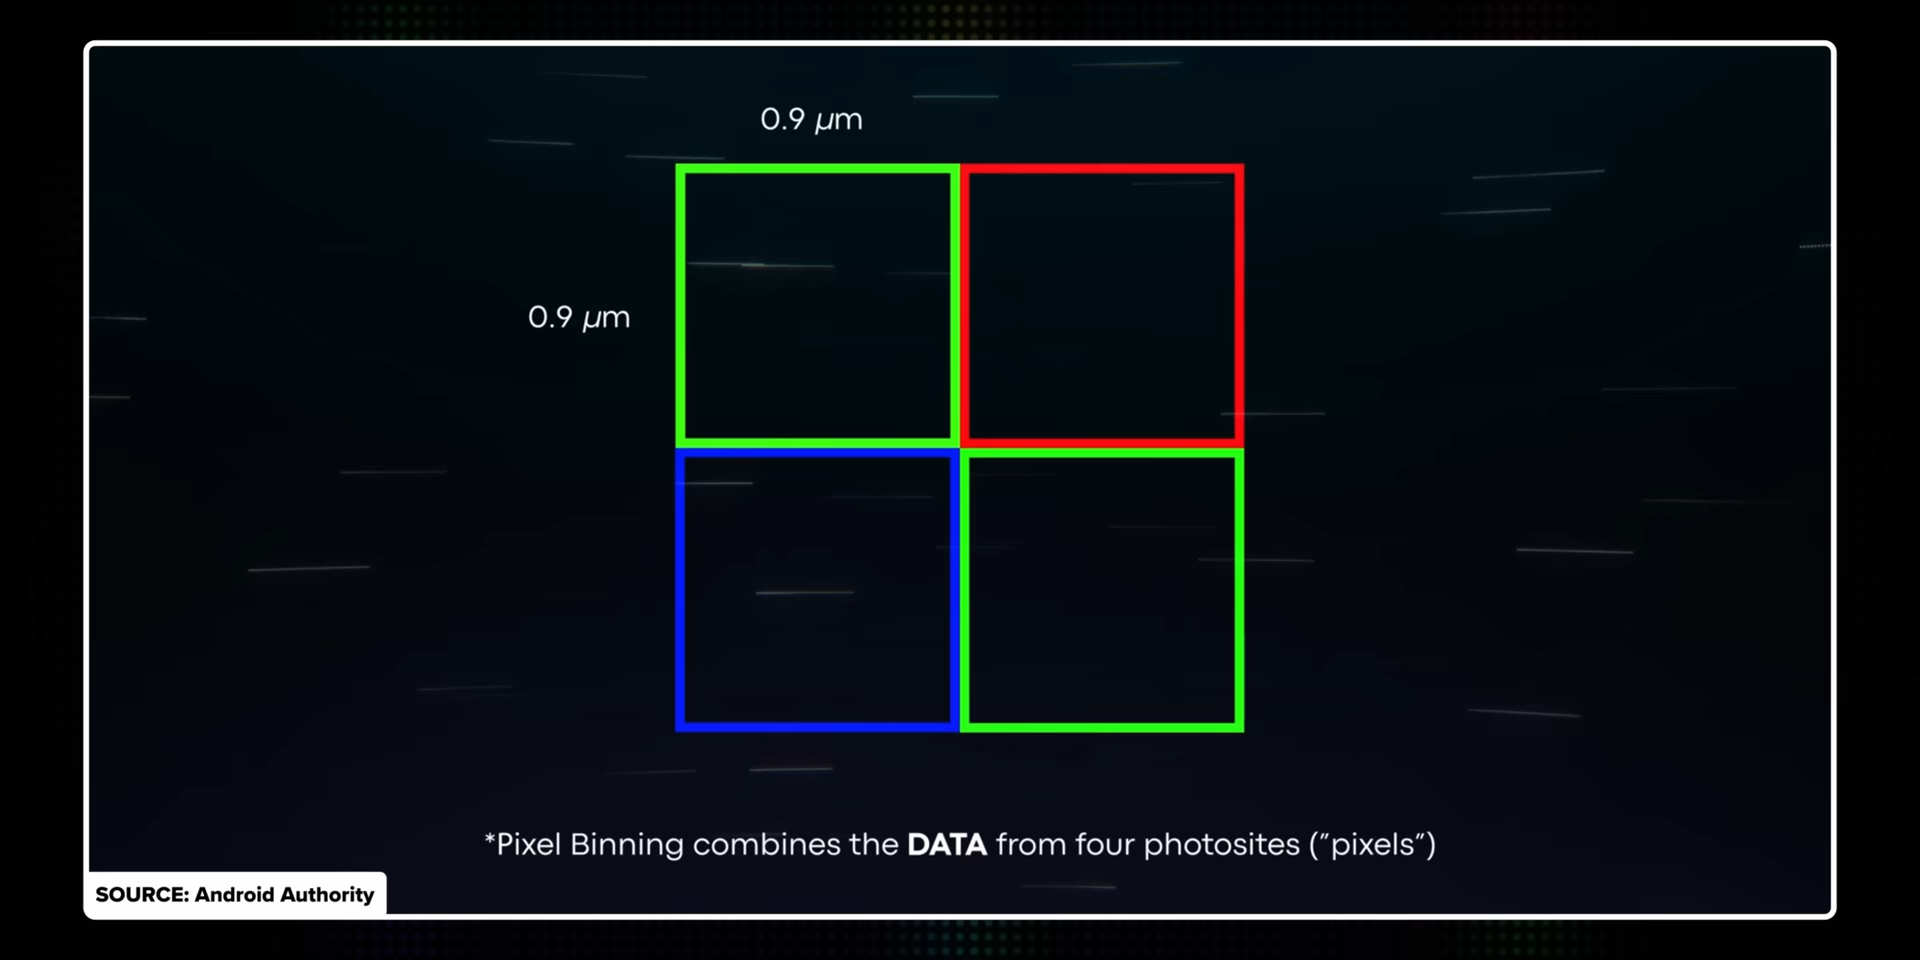 0.9 μm
0.9 μm
*Pixel Binning combines the DATA from four photosites (”pixels”)
SOURCE: Android Authority